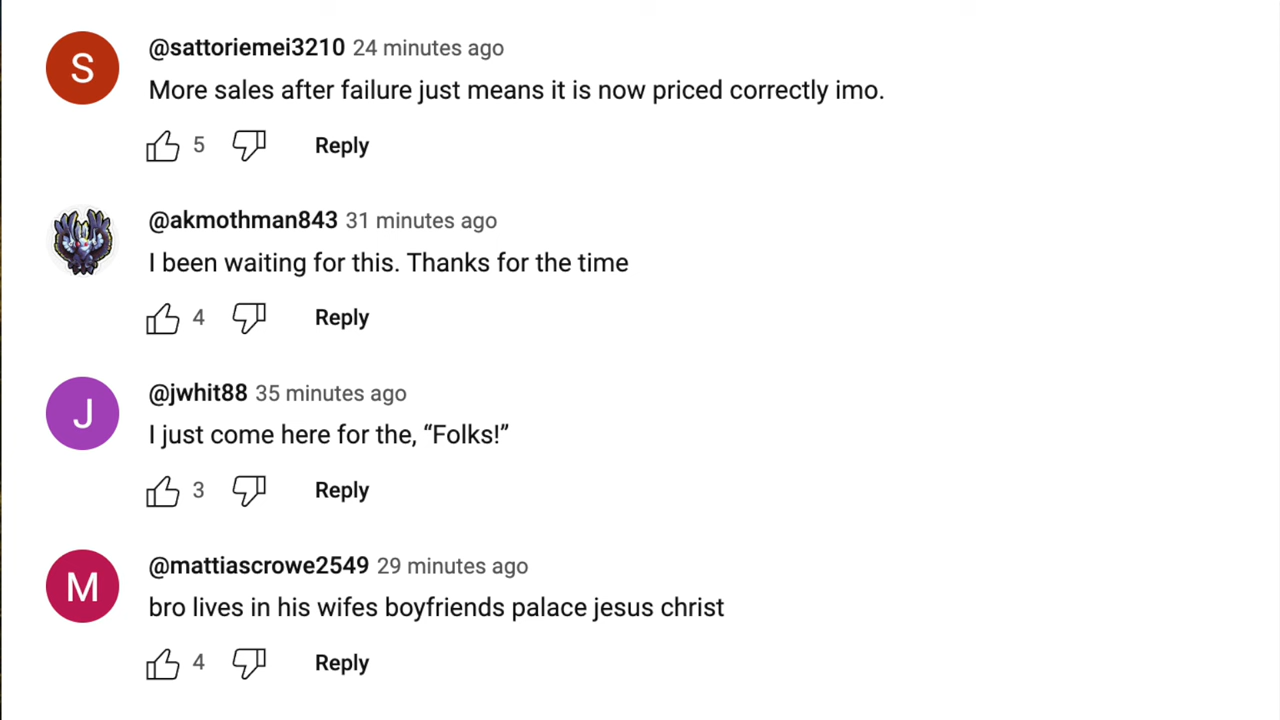 S
@sattoriemei3210 24 minutes ago
More sales after failure just means it is now priced correctly imo.
5 Reply
@akmothman843 31 minutes ago
I been waiting for this. Thanks for the time
4 Reply
J
@jwhit88 35 minutes ago
I just come here for the, “Folks!”
3 Reply
M
@mattiascrowe2549 29 minutes ago
bro lives in his wifes boyfriends palace jesus christ
4 Reply